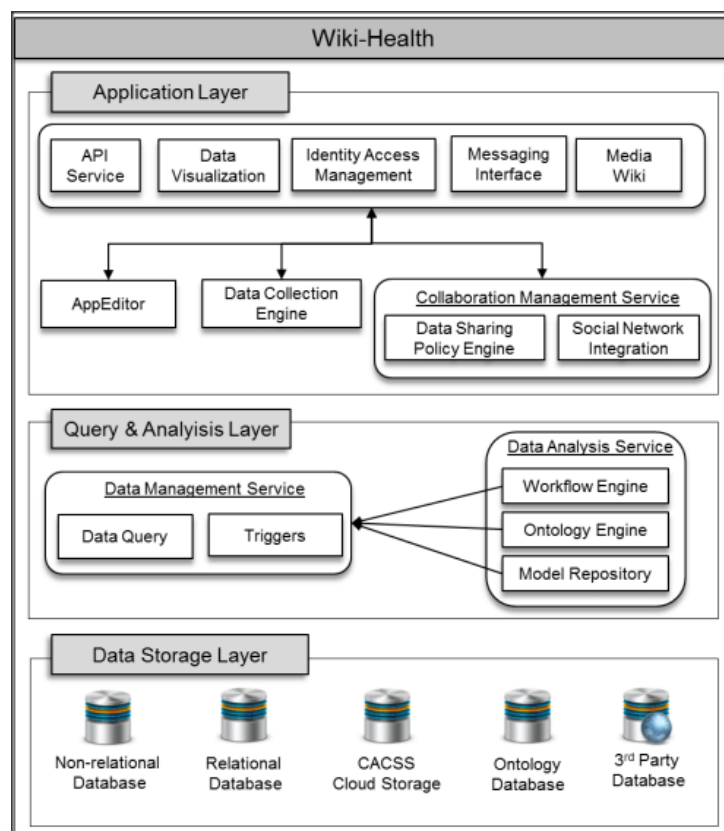 Wiki-Health
Application Layer
API
Service
Data
Visualization
Identity Access
Management
Messaging
Interface
Media
Wiki
AppEditor
Data Collection
Engine
Collaboration Management Service
Data Sharing
Policy Engine
Social Network
Integration
Query & Analyisis Layer
Data Management Service
Data Query
Triggers
Data Analysis Service
Workflow Engine
Ontology Engine
Model Repository
Data Storage Layer
Non-relational
Database
Relational
Database
CACSS
Cloud Storage
Ontology
Database
3rd Party
Database